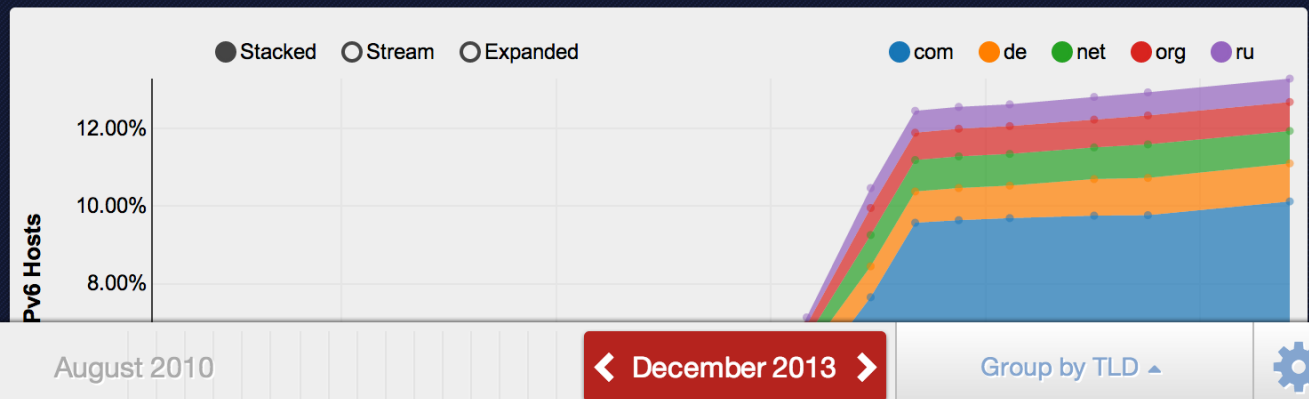 Stacked Stream Expanded com de net org ru
12.00%
10.00%
8.00%
Pv6 Hosts
August 2010 December 2013 Group by TLD